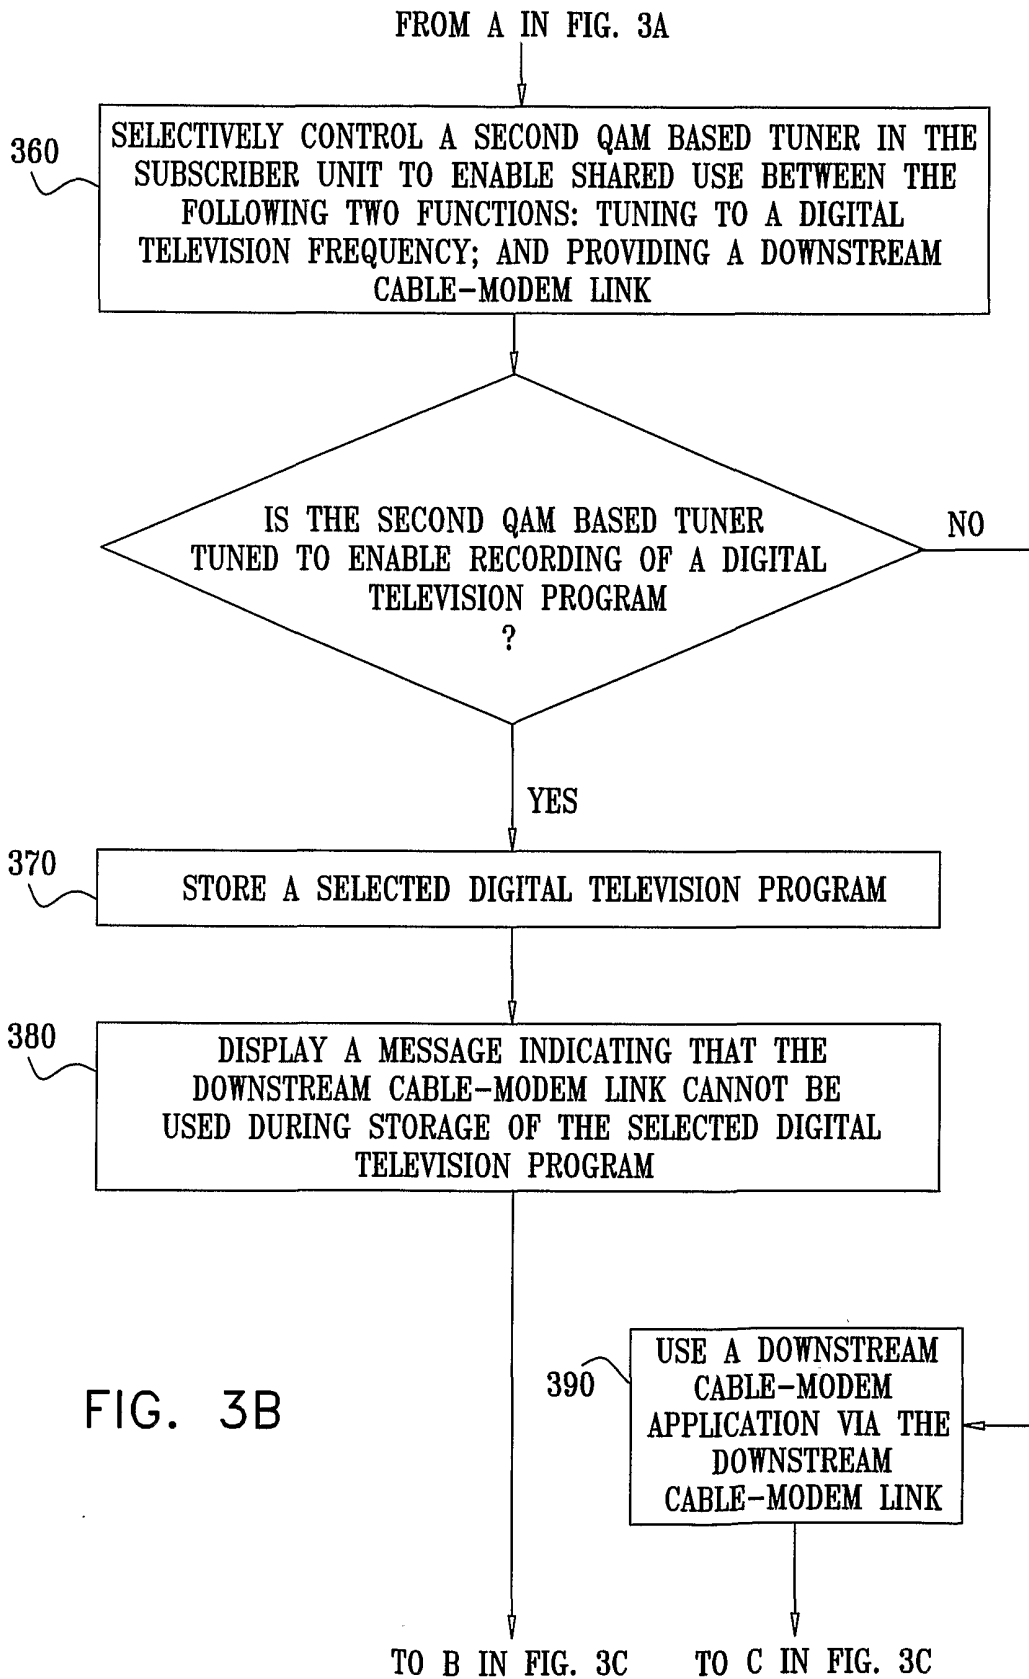 FROM A IN FIG. 3A
360
SELECTIVELY CONTROL A SECOND QAM BASED TUNER IN THE
SUBSCRIBER UNIT TO ENABLE SHARED USE BETWEEN THE
FOLLOWING TWO FUNCTIONS: TUNING TO A DIGITAL
TELEVISION FREQUENCY; AND PROVIDING A DOWNSTREAM
CABLE-MODEM LINK
IS THE SECOND QAM BASED TUNER
TUNED TO ENABLE RECORDING OF A DIGITAL
TELEVISION PROGRAM
?
NO
YES
370
STORE A SELECTED DIGITAL TELEVISION PROGRAM
380
DISPLAY A MESSAGE INDICATING THAT THE
DOWNSTREAM CABLE-MODEM LINK CANNOT BE
USED DURING STORAGE OF THE SELECTED DIGITAL
TELEVISION PROGRAM
390
USE A DOWNSTREAM
CABLE-MODEM
APPLICATION VIA THE
DOWNSTREAM
CABLE-MODEM LINK
FIG. 3B
TO B IN FIG. 3C
TO C IN FIG. 3C